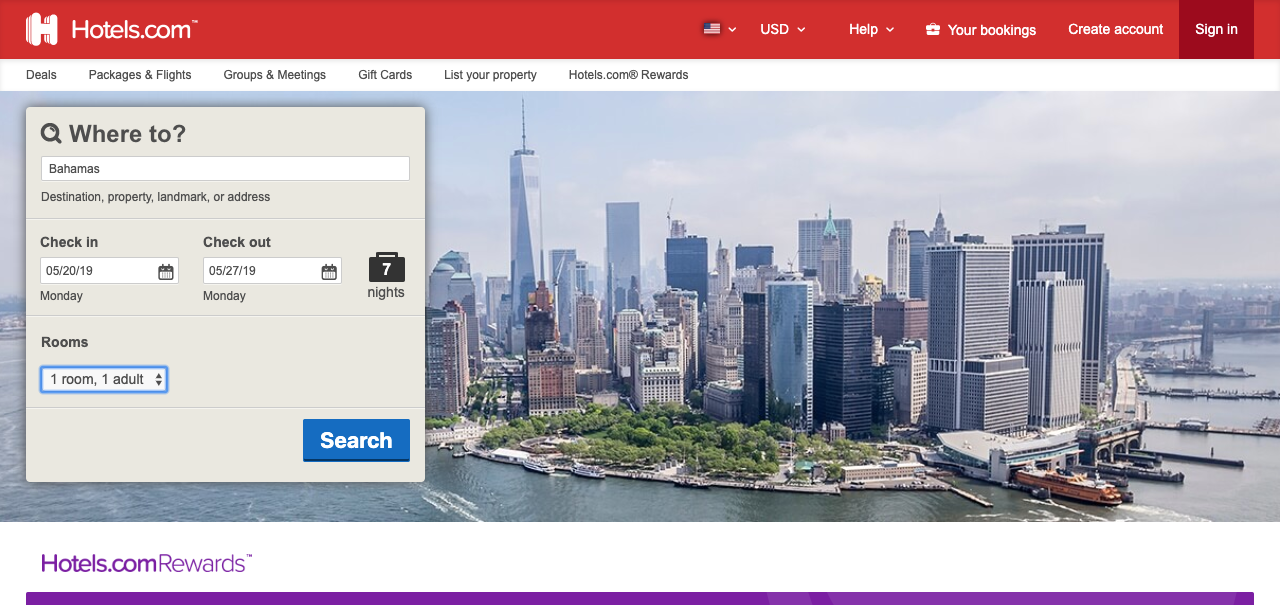 Hotels.com™
USD
Help
Your bookings
Create account
Sign in
Deals
Packages & Flights
Groups & Meetings
Gift Cards
List your property
Hotels.com® Rewards
Where to?
Bahamas
Destination, property, landmark, or address
Check in
Check out
05/20/19
05/27/19
7
Monday
Monday
nights
Rooms
1 room, 1 adult
Search
Hotels.comRewards™